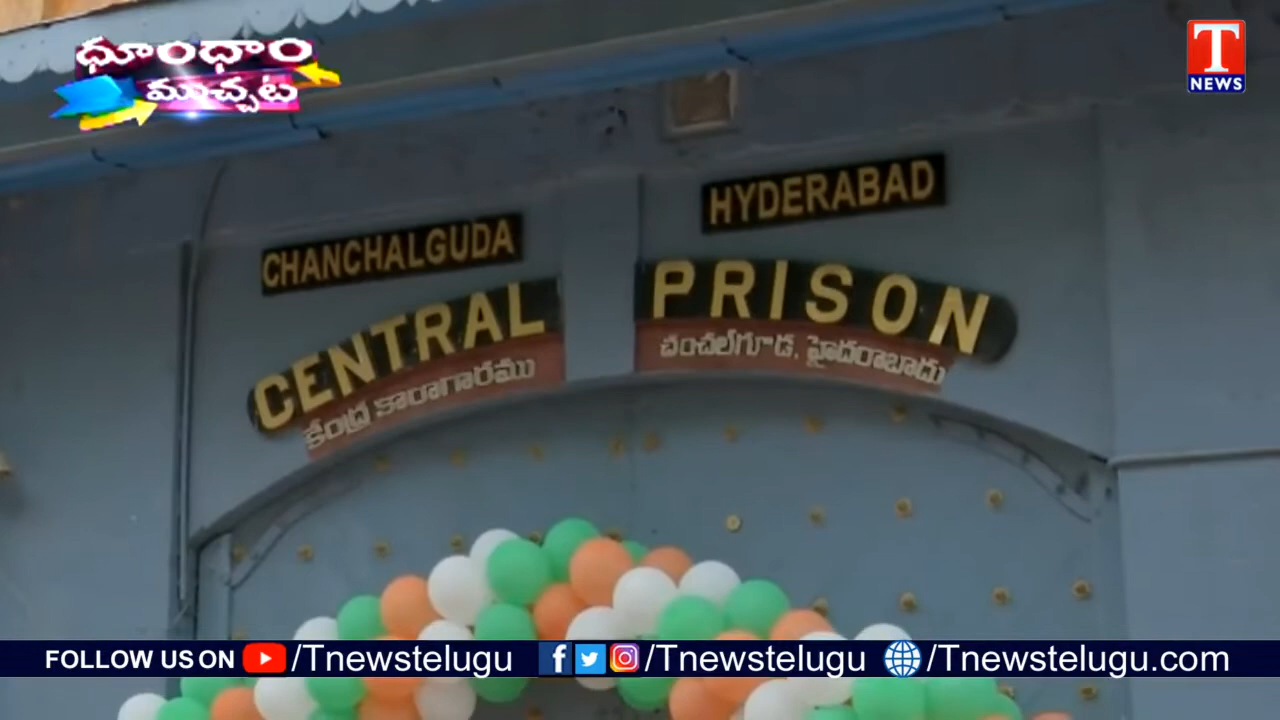 ధూంధాం
ముచ్చట
T
NEWS
CHANCHALGUDA
HYDERABAD
CENTRAL PRISON
కేంద్ర కారాగారము
చంచల్‌గూడ, హైదరాబాదు
FOLLOW US ON /Tnewstelugu /Tnewstelugu /Tnewstelugu.com